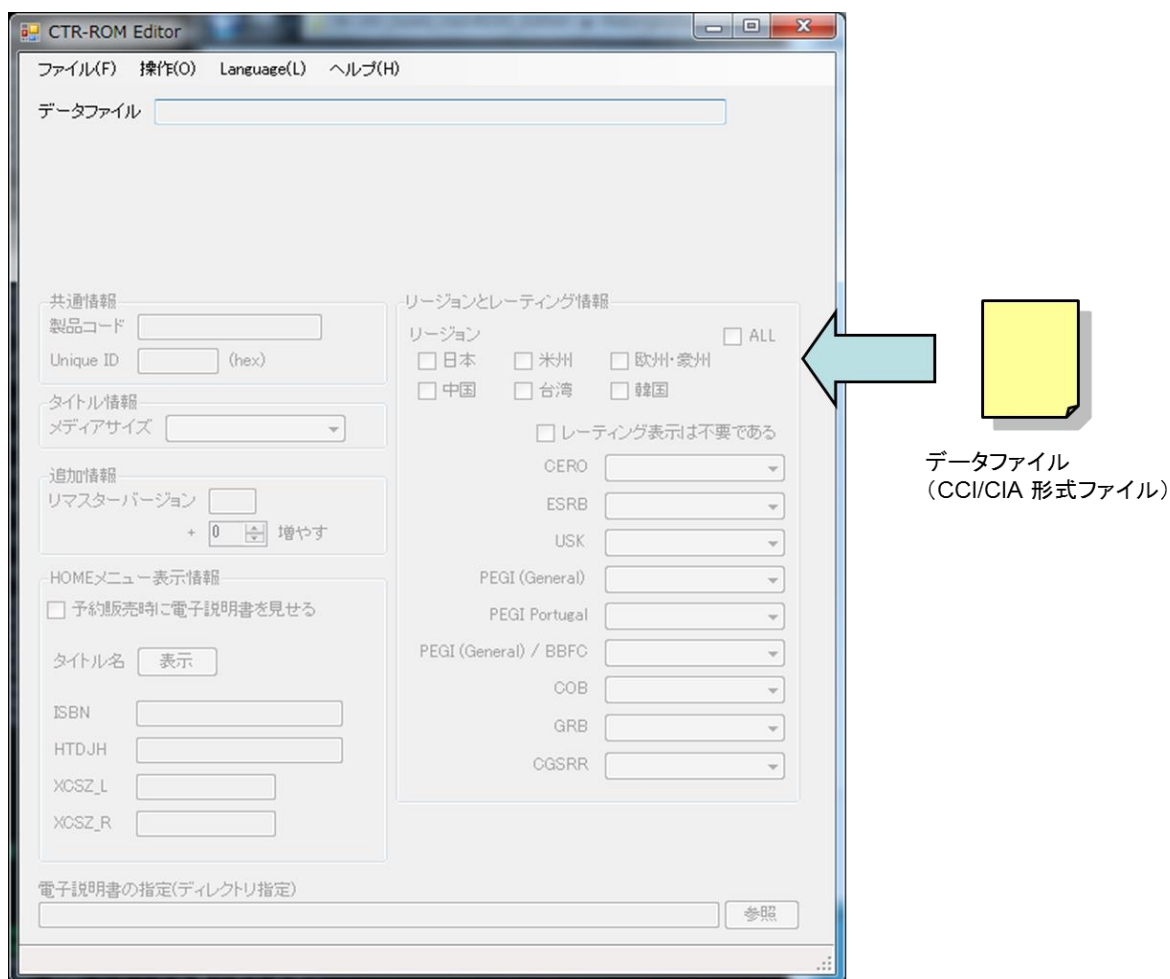 CTR-ROM Editor
ファイル(F) 操作(O) Language(L) ヘルプ(H)
データファイル
共通情報
製品コード
Unique ID (hex)
タイトル情報
メディアサイズ
追加情報
リマスターバージョン
+ 0 増やす
HOMEメニュー表示情報
予約販売時に電子説明書を見せる
タイトル名 表示
ISBN
HTDJH
XCSZ_L
XCSZ_R
リージョンとレーティング情報
リージョン ALL
日本 米州 欧州・豪州
中国 台湾 韓国
レーティング表示は不要である
CERO
ESRB
USK
PEGI (General)
PEGI Portugal
PEGI (General) / BBFC
COB
GRB
CGSRR
電子説明書の指定(ディレクトリ指定)
参照
データファイル
（CCI/CIA 形式ファイル）